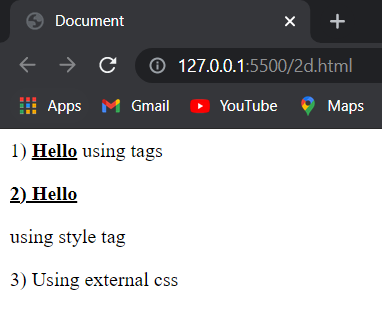 Document
127.0.0.1:5500/2d.html
Apps Gmail YouTube Maps
1) Hello using tags
2) Hello
using style tag
3) Using external css